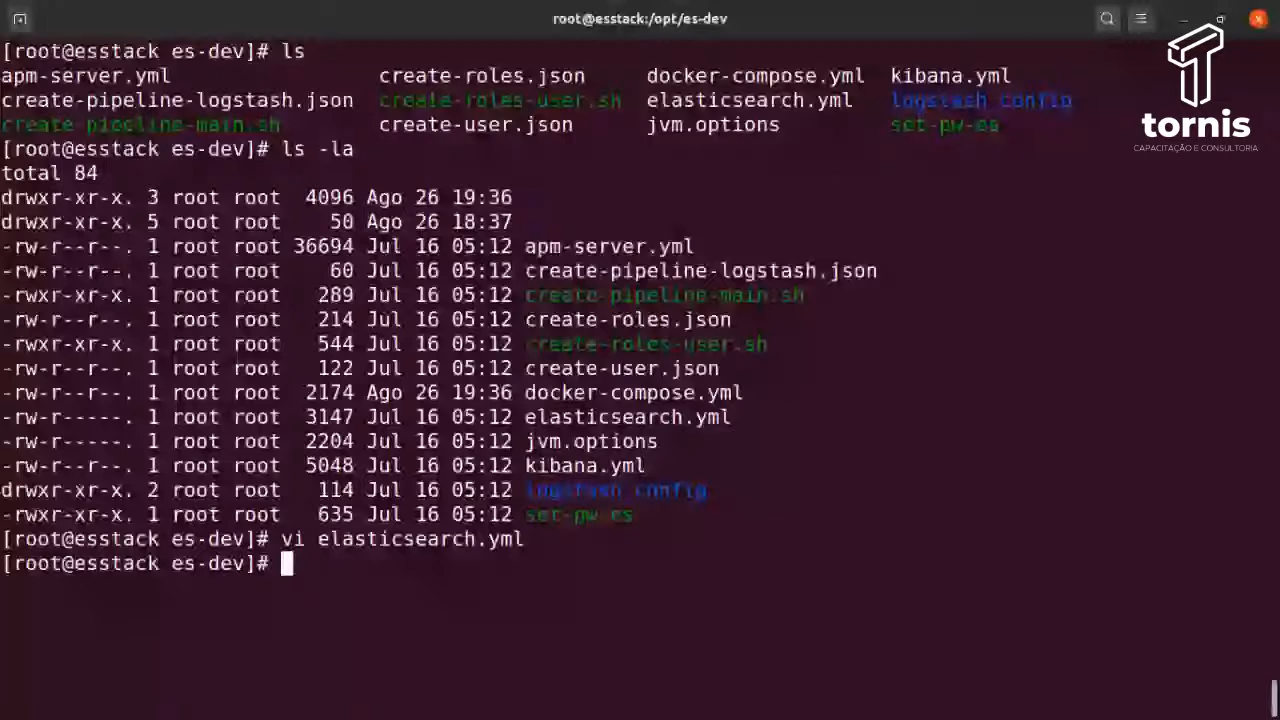 root@esstack:/opt/es-dev
[root@esstack es-dev]# ls
apm-server.yml create-roles.json docker-compose.yml kibana.yml
create-pipeline-logstash.json create-roles-user.sh elasticsearch.yml logstash_config
create-pipeline-main.sh create-user.json jvm.options set-pw-es
[root@esstack es-dev]# ls -la
total 84
drwxr-xr-x. 3 root root 4096 Ago 26 19:36
drwxr-xr-x. 5 root root 50 Ago 26 18:37
-rw-r--r--. 1 root root 36694 Jul 16 05:12 apm-server.yml
-rw-r--r--. 1 root root 60 Jul 16 05:12 create-pipeline-logstash.json
-rwxr-xr-x. 1 root root 289 Jul 16 05:12 create-pipeline-main.sh
-rw-r--r--. 1 root root 214 Jul 16 05:12 create-roles.json
-rwxr-xr-x. 1 root root 544 Jul 16 05:12 create-roles-user.sh
-rw-r--r--. 1 root root 122 Jul 16 05:12 create-user.json
-rw-r--r--. 1 root root 2174 Ago 26 19:36 docker-compose.yml
-rw-r-----. 1 root root 3147 Jul 16 05:12 elasticsearch.yml
-rw-r-----. 1 root root 2204 Jul 16 05:12 jvm.options
-rw-r--r--. 1 root root 5048 Jul 16 05:12 kibana.yml
drwxr-xr-x. 2 root root 114 Jul 16 05:12 logstash_config
-rwxr-xr-x. 1 root root 635 Jul 16 05:12 set-pw-es
[root@esstack es-dev]# vi elasticsearch.yml
[root@esstack es-dev]#
tornis
CAPACITAÇÃO E CONSULTORIA